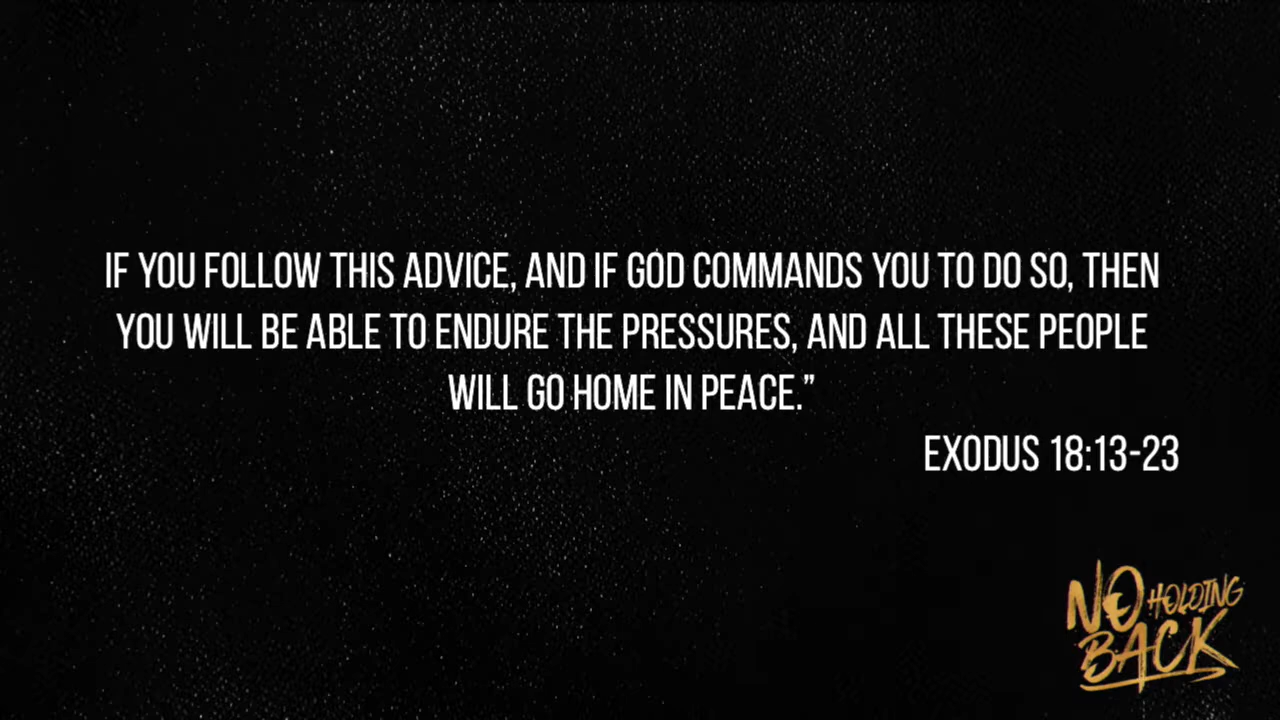 IF YOU FOLLOW THIS ADVICE, AND IF GOD COMMANDS YOU TO DO SO, THEN
YOU WILL BE ABLE TO ENDURE THE PRESSURES, AND ALL THESE PEOPLE
WILL GO HOME IN PEACE.”
EXODUS 18:13-23
NO HOLDING
BACK